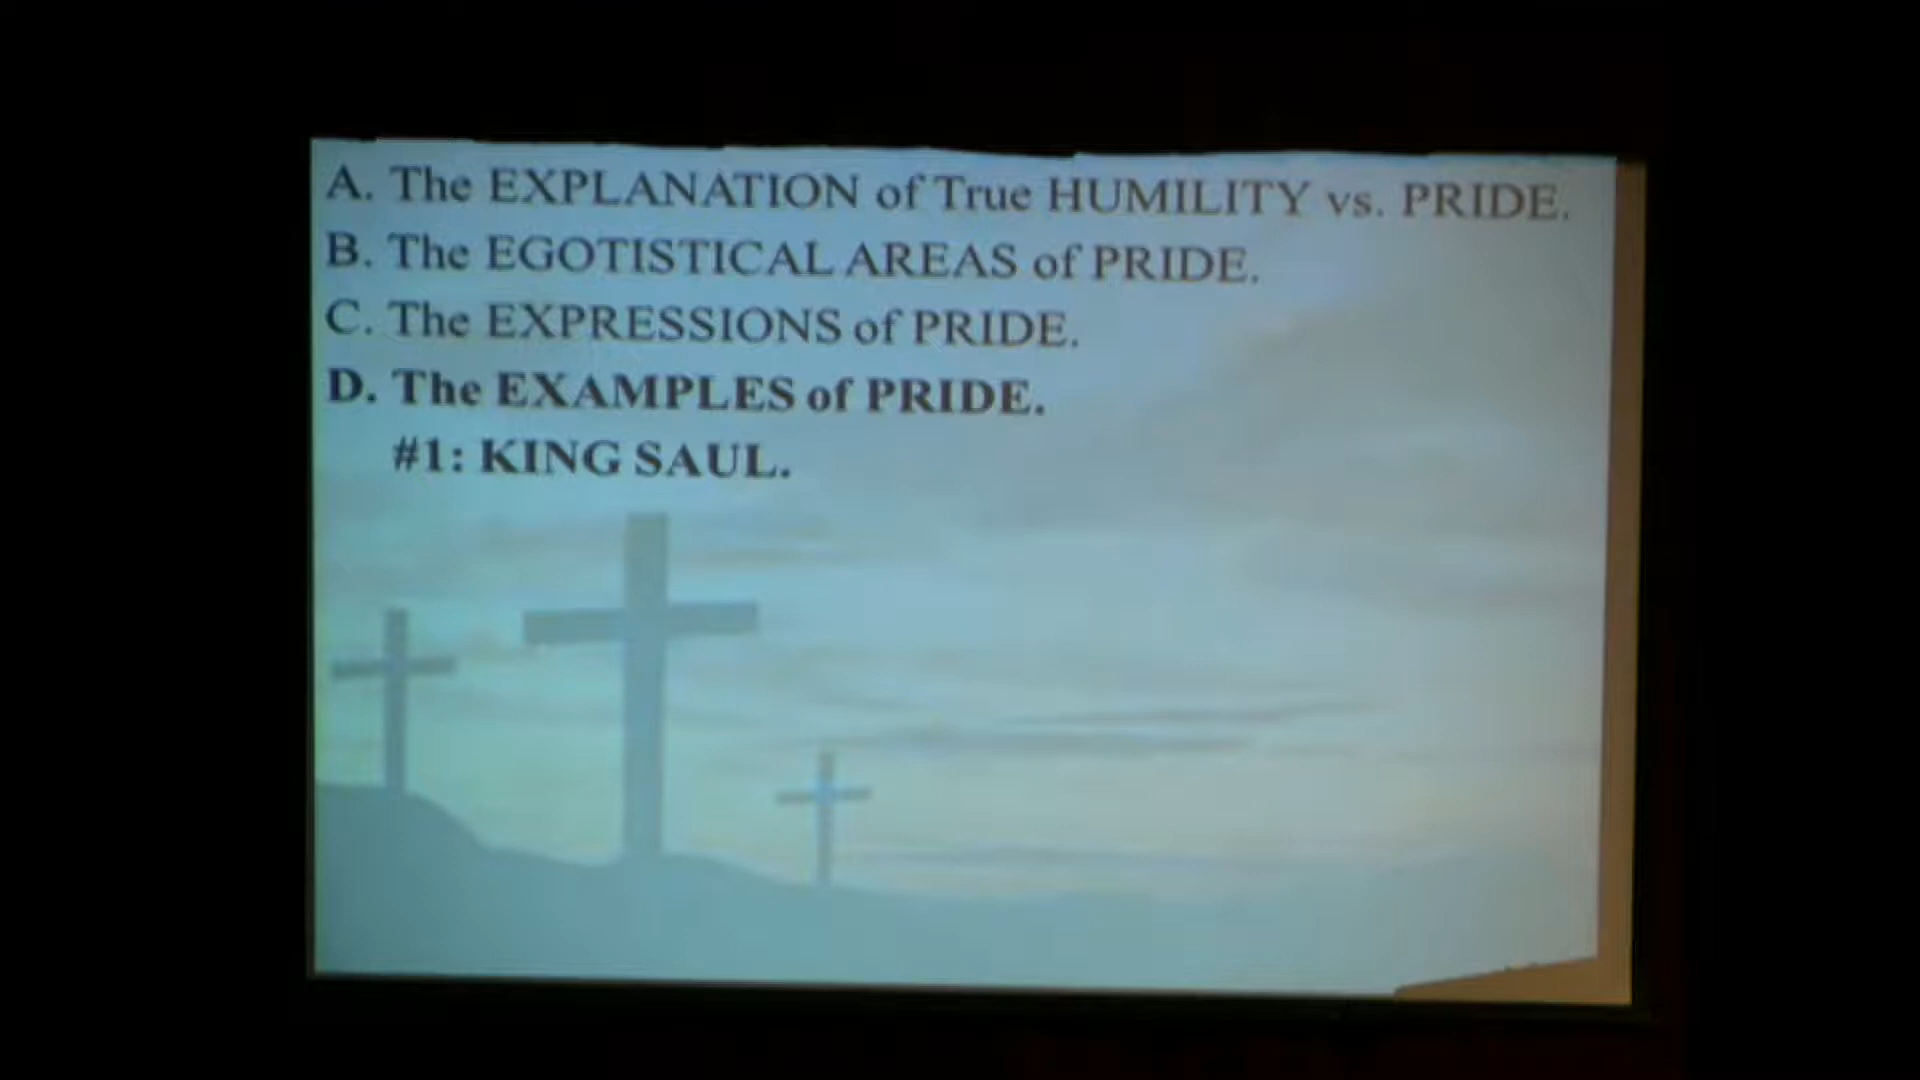 A. The EXPLANATION of True HUMILITY vs. PRIDE.
B. The EGOTISTICAL AREAS of PRIDE.
C. The EXPRESSIONS of PRIDE.
D. The EXAMPLES of PRIDE.
#1: KING SAUL.